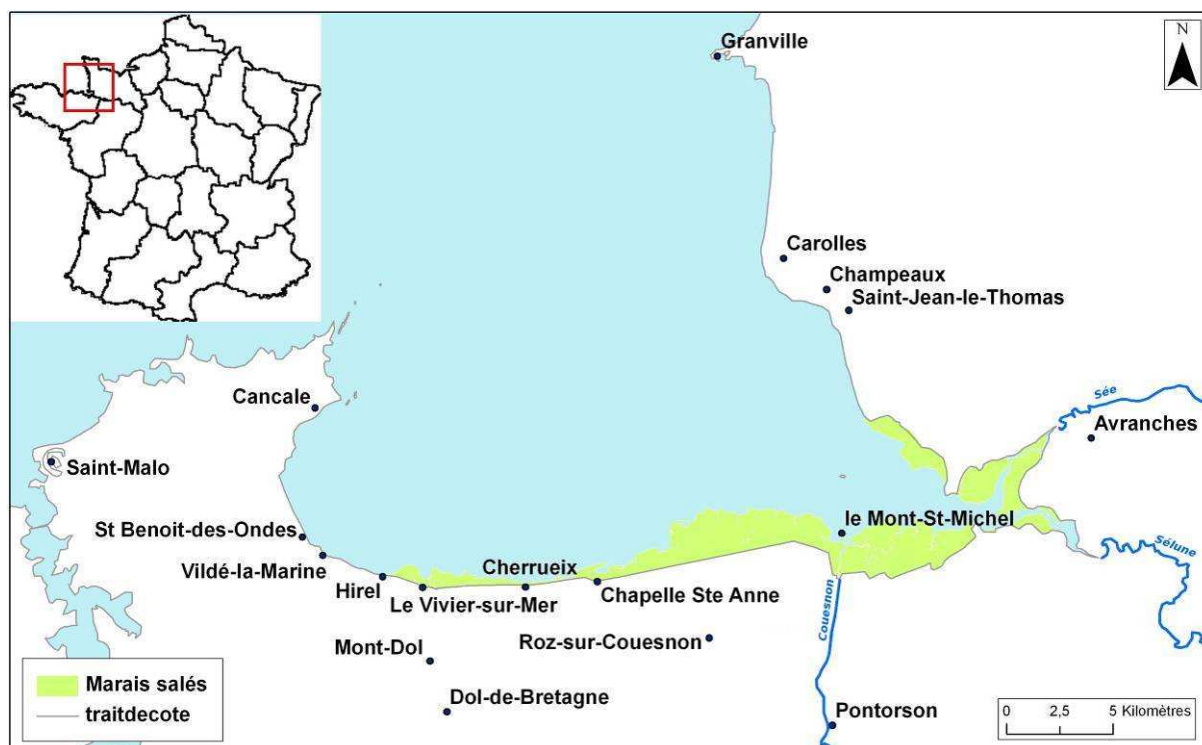 N
Granville
Carolles
Champeaux
Saint-Jean-le-Thomas
Cancale
Sée
Avranches
Saint-Malo
le Mont-St-Michel
St Benoit-des-Ondes
Sélune
Vildé-la-Marine
Cherrueix
Hirel
Chapelle Ste Anne
Le Vivier-sur-Mer
Couesnon
Roz-sur-Couesnon
Mont-Dol
Dol-de-Bretagne
Pontorson
Marais salés
traitdecote
0 2,5 5 Kilomètres